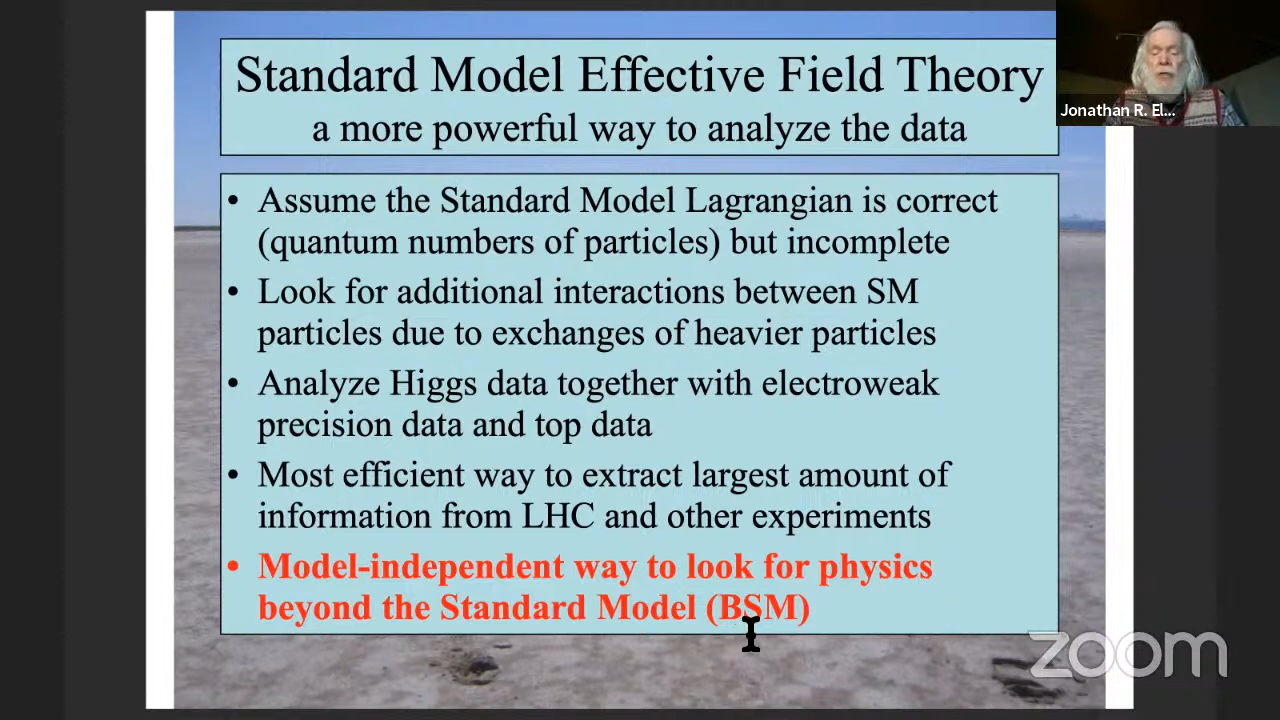 Standard Model Effective Field Theory
a more powerful way to analyze the data
Jonathan R. El...
• Assume the Standard Model Lagrangian is correct
(quantum numbers of particles) but incomplete
• Look for additional interactions between SM
particles due to exchanges of heavier particles
• Analyze Higgs data together with electroweak
precision data and top data
• Most efficient way to extract largest amount of
information from LHC and other experiments
• Model-independent way to look for physics
beyond the Standard Model (BSM)
zoom